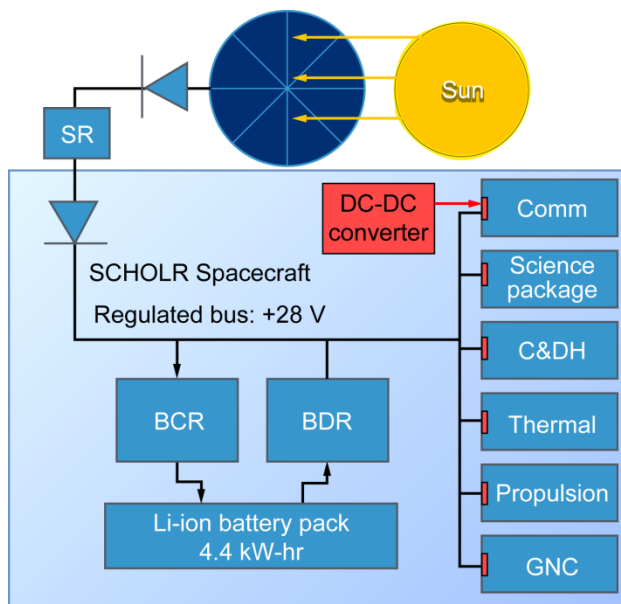 Sun
SR
DC-DC
converter
Comm
SCHOLR Spacecraft
Science
package
Regulated bus: +28 V
C&DH
BCR
BDR
Thermal
Li-ion battery pack
4.4 kW-hr
Propulsion
GNC